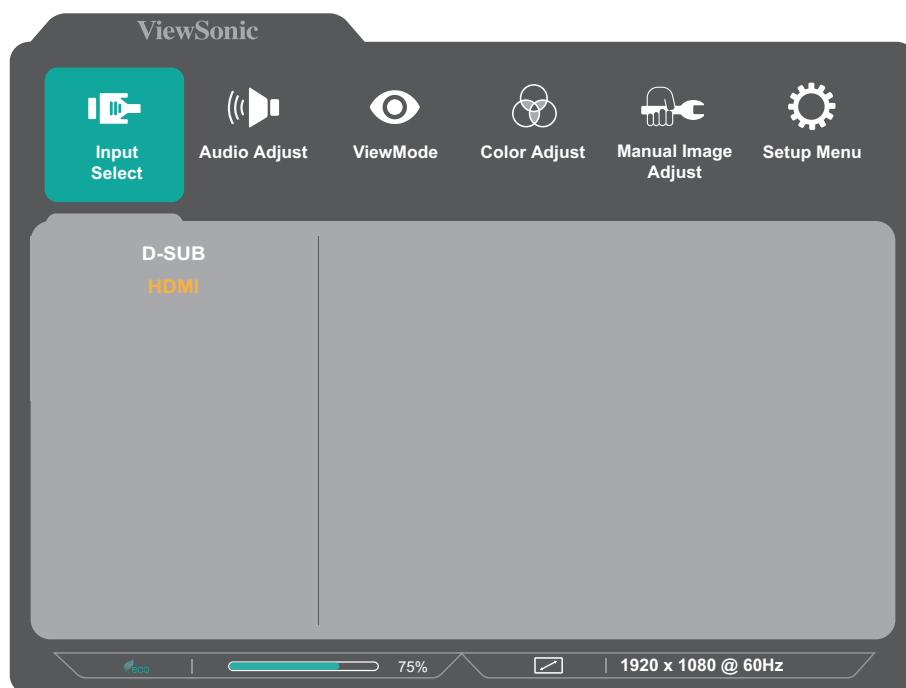 ViewSonic
Input
Select
Audio Adjust
ViewMode
Color Adjust
Manual Image
Adjust
Setup Menu
D-SUB
HDMI
eco
75%
1920 x 1080 @ 60Hz